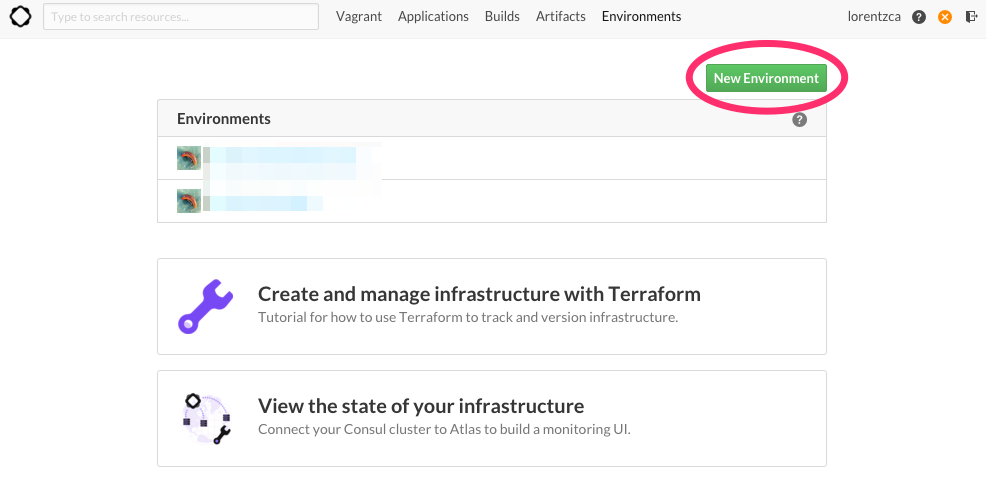 Type to search resources...
Vagrant Applications Builds Artifacts Environments
lorentzca ?
New Environment
Environments
?
Create and manage infrastructure with Terraform
Tutorial for how to use Terraform to track and version infrastructure.
View the state of your infrastructure
Connect your Consul cluster to Atlas to build a monitoring UI.